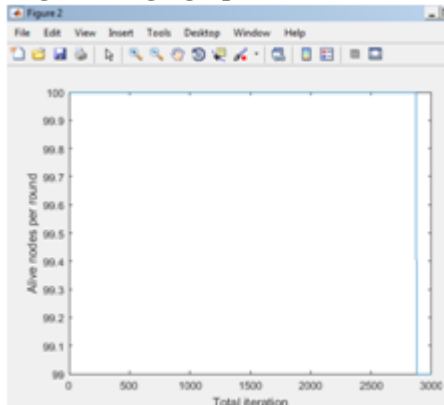 Figure 2
File Edit View Insert Tools Desktop Window Help
100
99.9
99.8
99.7
99.6
99.5
99.4
99.3
99.2
99.1
99
Alive nodes per round
0 500 1000 1500 2000 2500 3000
Total iteration